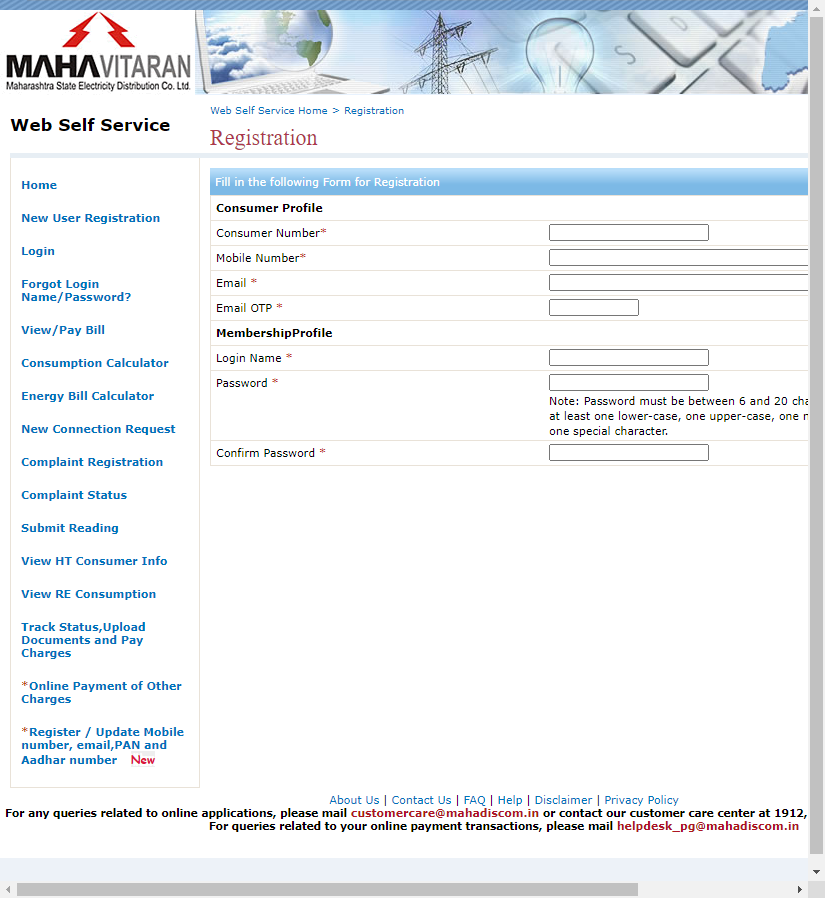 MAHAVITARAN
Maharashtra State Electricity Distribution Co. Ltd.
Web Self Service
Web Self Service Home > Registration
Registration
Home
New User Registration
Login
Forgot Login
Name/Password?
View/Pay Bill
Consumption Calculator
Energy Bill Calculator
New Connection Request
Complaint Registration
Complaint Status
Submit Reading
View HT Consumer Info
View RE Consumption
Track Status,Upload
Documents and Pay
Charges
*Online Payment of Other
Charges
*Register / Update Mobile
number, email,PAN and
Aadhar number New
Fill in the following Form for Registration
Consumer Profile
Consumer Number*
Mobile Number*
Email *
Email OTP *
MembershipProfile
Login Name *
Password *
Note: Password must be between 6 and 20
at least one lower-case, one upper-case, one
one special character.
Confirm Password *
About Us | Contact Us | FAQ | Help | Disclaimer | Privacy Policy
For any queries related to online applications, please mail customercare@mahadiscom.in or contact our customer care center at 1912,
For queries related to your online payment transactions, please mail helpdesk_pg@mahadiscom.in